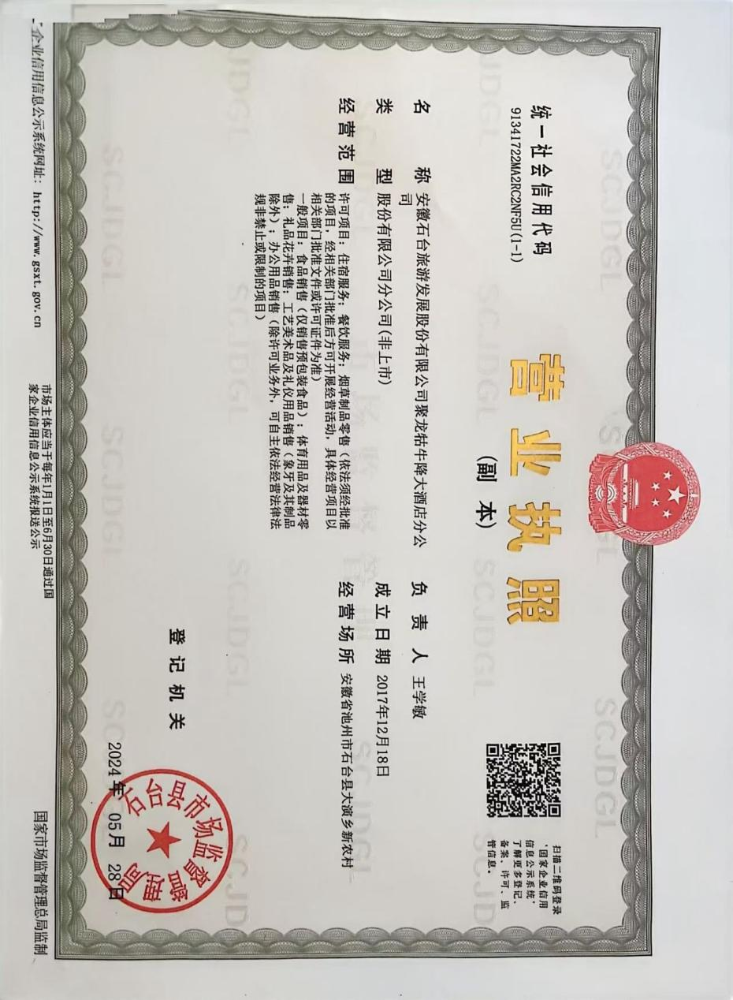 统一社会信用代码
91341722MA2RC2NF5U(1-1)
营业执照
(副 本)
扫描二维码登录
‘国家企业信用
信息公示系统’
了解更多登记、
备案、许可、监
管信息。
名 称 安徽石台旅游发展股份有限公司聚龙牯牛降大酒店分公
司
类 型 股份有限公司分公司(非上市)
经营范围 许可项目：住宿服务；餐饮服务；烟草制品零售（依法须经批准
的项目，经相关部门批准后方可开展经营活动，具体经营项目以
相关部门批准文件或许可证件为准）
一般项目：食品销售（仅销售预包装食品）；体育用品及器材零
售；礼品花卉销售；工艺美术品及礼仪用品销售（象牙及其制品
除外）；办公用品销售（除许可业务外，可自主依法经营法律法
规非禁止或限制的项目）
负 责 人 王学敏
成立日期 2017年12月18日
经营场所 安徽省池州市石台县大演乡新农村
登记机关
石台县市场监督管理局
2024年 05月 28日
企业信用信息公示系统网址：http://www.gsxt.gov.cn
市场主体应当于每年1月1日至6月30日通过国
家企业信用信息公示系统报送公示
国家市场监督管理总局监制